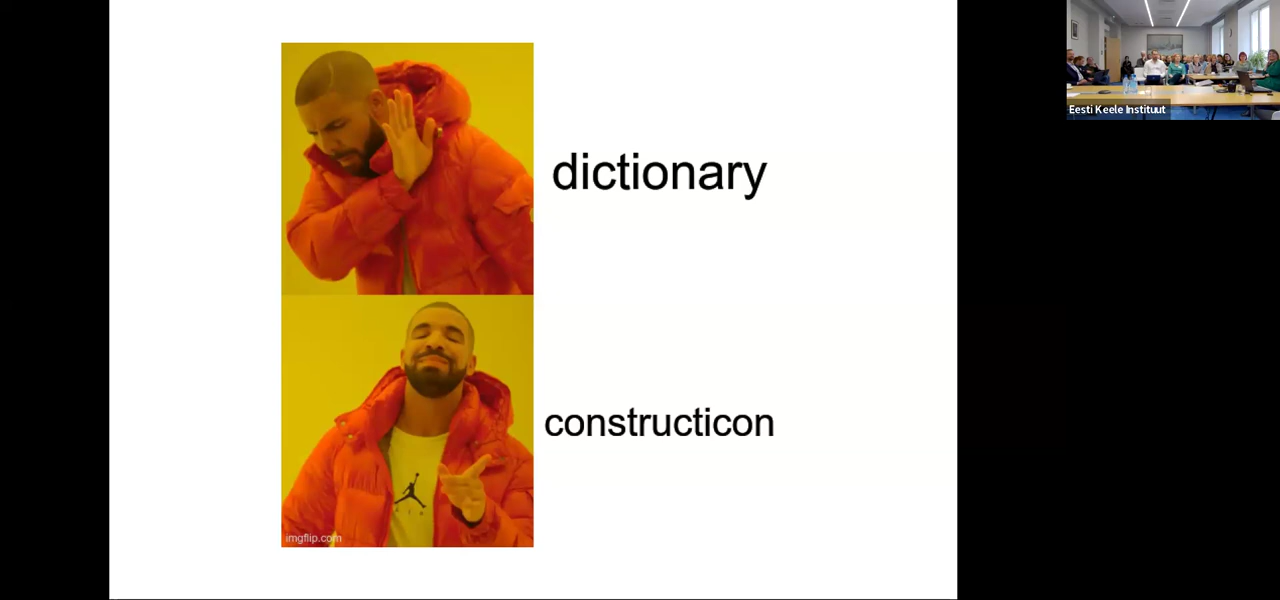 Eesti Keele Instituut
dictionary
constructicon
imgflip.com